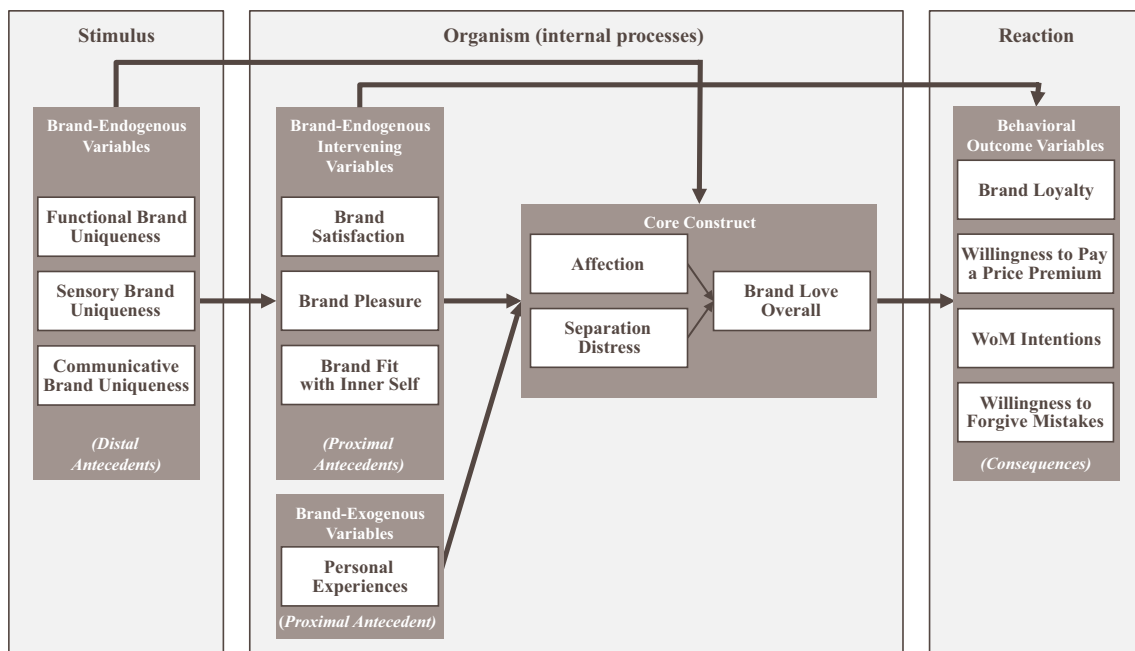 Stimulus
Brand-Endogenous
Variables
Functional Brand
Uniqueness
Sensory Brand
Uniqueness
Communicative
Brand Uniqueness
(Distal
Antecedents)
Organism (internal processes)
Brand-Endogenous
Intervening
Variables
Brand
Satisfaction
Brand Pleasure
Brand Fit
with Inner Self
(Proximal
Antecedents)
Brand-Exogenous
Variables
Personal
Experiences
(Proximal Antecedent)
Core Construct
Affection
Separation
Distress
Brand Love
Overall
Reaction
Behavioral
Outcome Variables
Brand Loyalty
Willingness to Pay
a Price Premium
WoM Intentions
Willingness to
Forgive Mistakes
(Consequences)